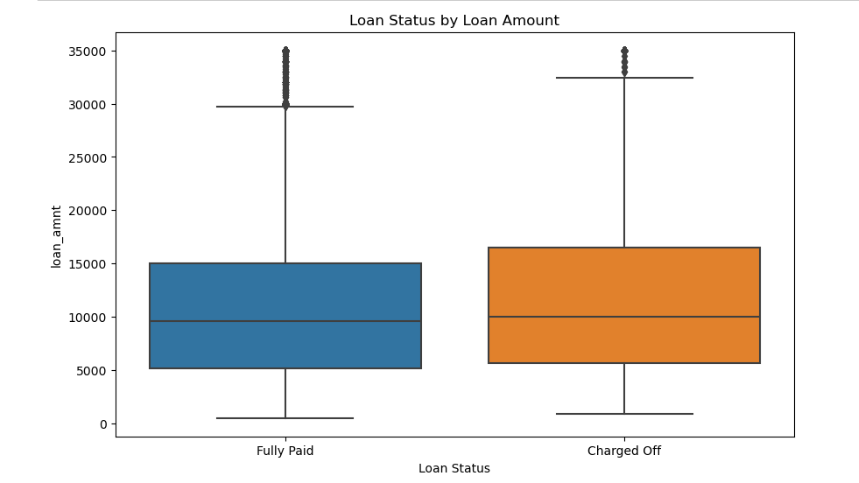 Loan Status by Loan Amount
35000
30000
25000
20000
15000
10000
5000
0
loan_amnt
Fully Paid
Charged Off
Loan Status